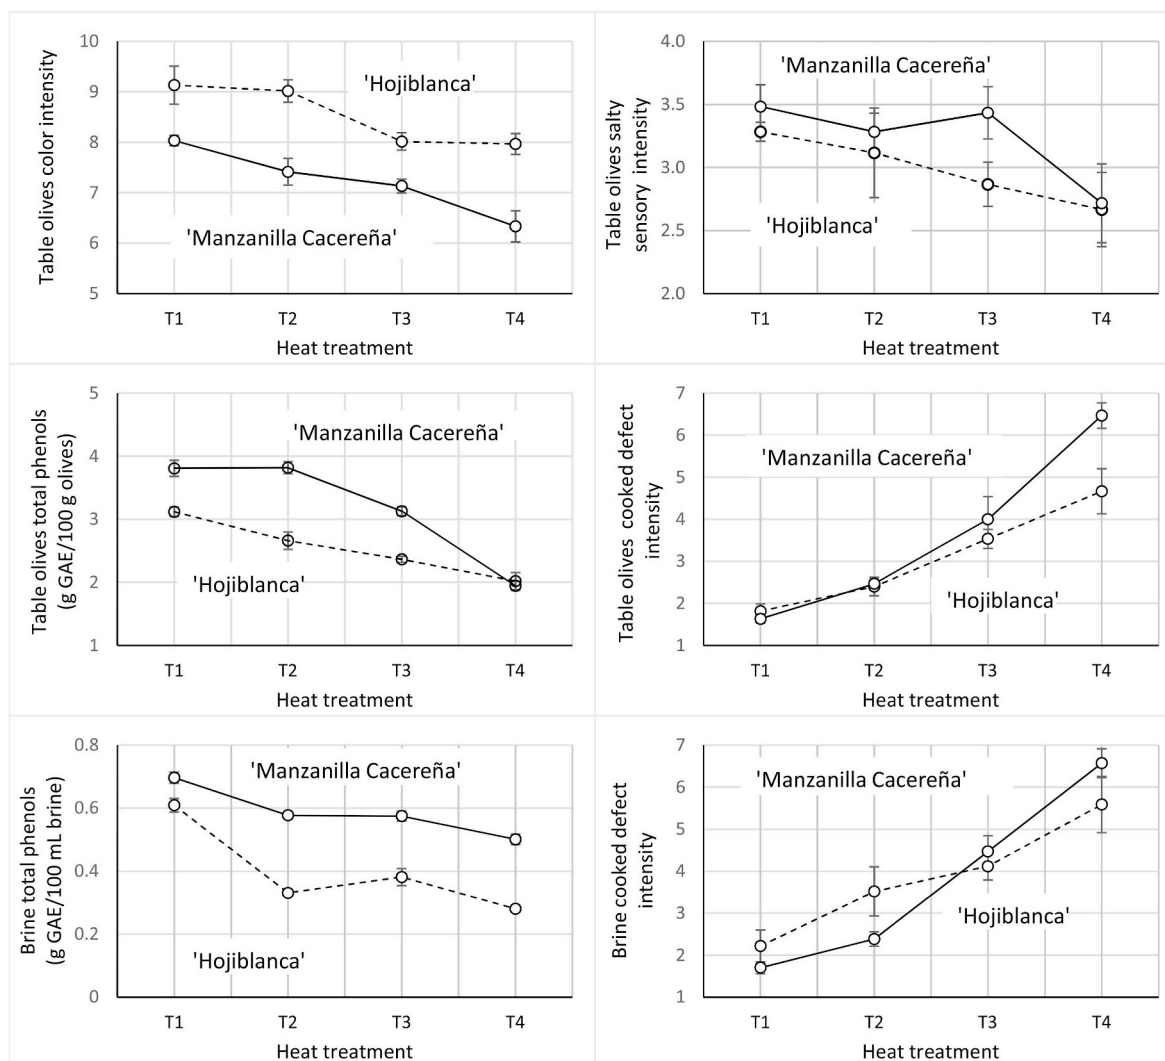 Table olives color intensity
10
9
8
7
6
5
'Hojiblanca'
'Manzanilla Cacereña'
T1 T2 T3 T4
Heat treatment
Table olives salty
sensory intensity
4.0
3.5
3.0
2.5
2.0
'Manzanilla Cacereña'
'Hojiblanca'
T1 T2 T3 T4
Heat treatment
Table olives total phenols
(g GAE/100 g olives)
5
4
3
2
1
'Manzanilla Cacereña'
'Hojiblanca'
T1 T2 T3 T4
Heat treatment
Table olives cooked defect
intensity
7
6
5
4
3
2
1
'Manzanilla Cacereña'
'Hojiblanca'
T1 T2 T3 T4
Heat treatment
Brine total phenols
(g GAE/100 mL brine)
0.8
0.6
0.4
0.2
0
'Manzanilla Cacereña'
'Hojiblanca'
T1 T2 T3 T4
Heat treatment
Brine cooked defect
intensity
7
6
5
4
3
2
1
'Manzanilla Cacereña'
'Hojiblanca'
T1 T2 T3 T4
Heat treatment